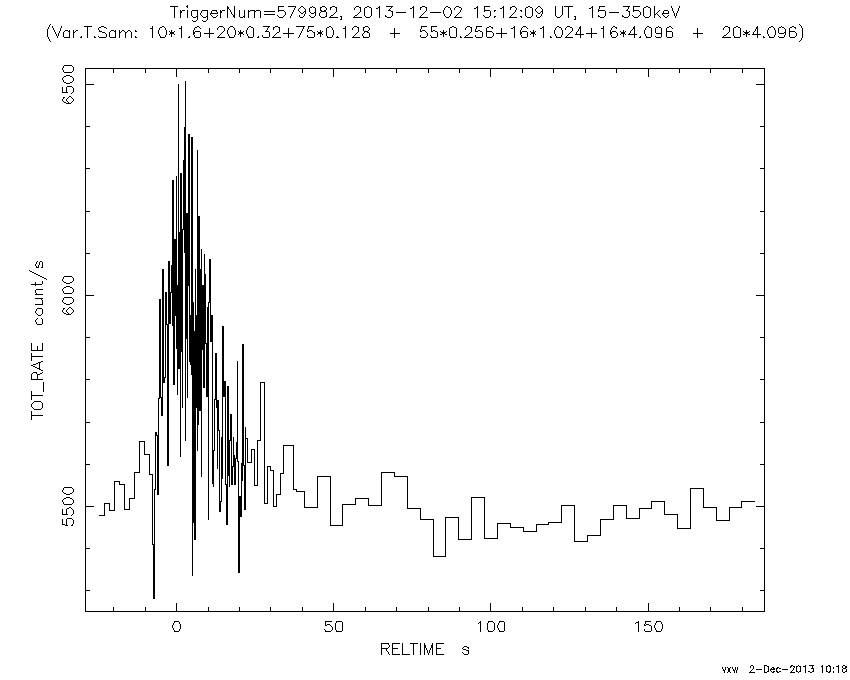 TriggerNum=579982, 2013-12-02 15:12:09 UT, 15-350keV
(Var.T.Sam: 10*1.6+20*0.32+75*0.128 + 55*0.256+16*1.024+16*4.096 + 20*4.096)
6500
6000
5500
TOT_RATE count/s
0 50 100 150
RELTIME s
vxw 2-Dec-2013 10:18